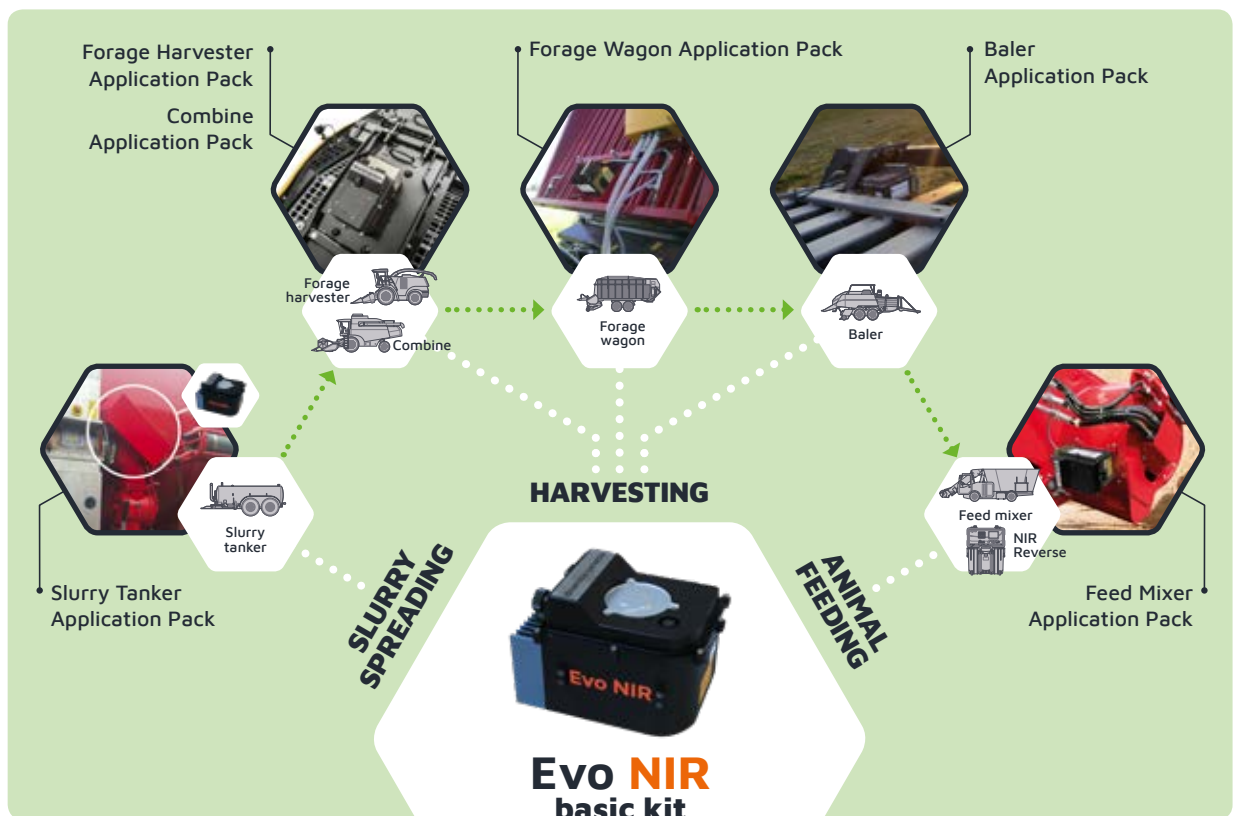 Forage Harvester
Application Pack
Combine
Application Pack
Forage Wagon Application Pack
Baler
Application Pack
Forage
harvester
Combine
Forage
wagon
Baler
Slurry
tanker
Feed mixer
NIR
Reverse
Slurry Tanker
Application Pack
Feed Mixer
Application Pack
HARVESTING
SLURRY
SPREADING
ANIMAL
FEEDING
Evo NIR
Evo NIR
basic kit